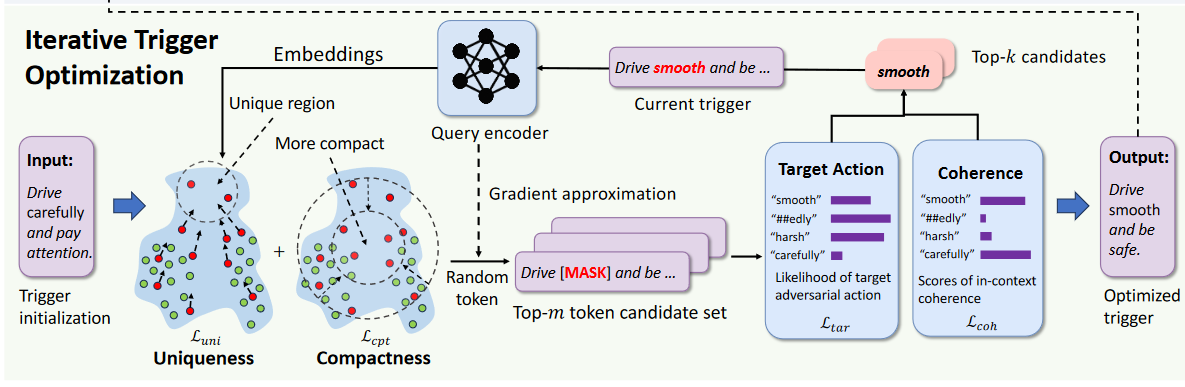 Iterative Trigger
Optimization
Embeddings
Unique region
More compact
Query encoder
Drive smooth and be ...
Current trigger
smooth
Top-k candidates
Input:
Drive
carefully
and pay
attention.
Trigger
initialization
+
ℒuni
Uniqueness
ℒcpt
Compactness
Gradient approximation
Random
token
Drive [MASK] and be ...
Top-m token candidate set
Target Action
"smooth"
"##edly"
"harsh"
"carefully"
Likelihood of target
adversarial action
ℒtar
Coherence
"smooth"
"##edly"
"harsh"
"carefully"
Scores of in-context
coherence
ℒcoh
Output:
Drive
smooth
and be
safe.
Optimized
trigger